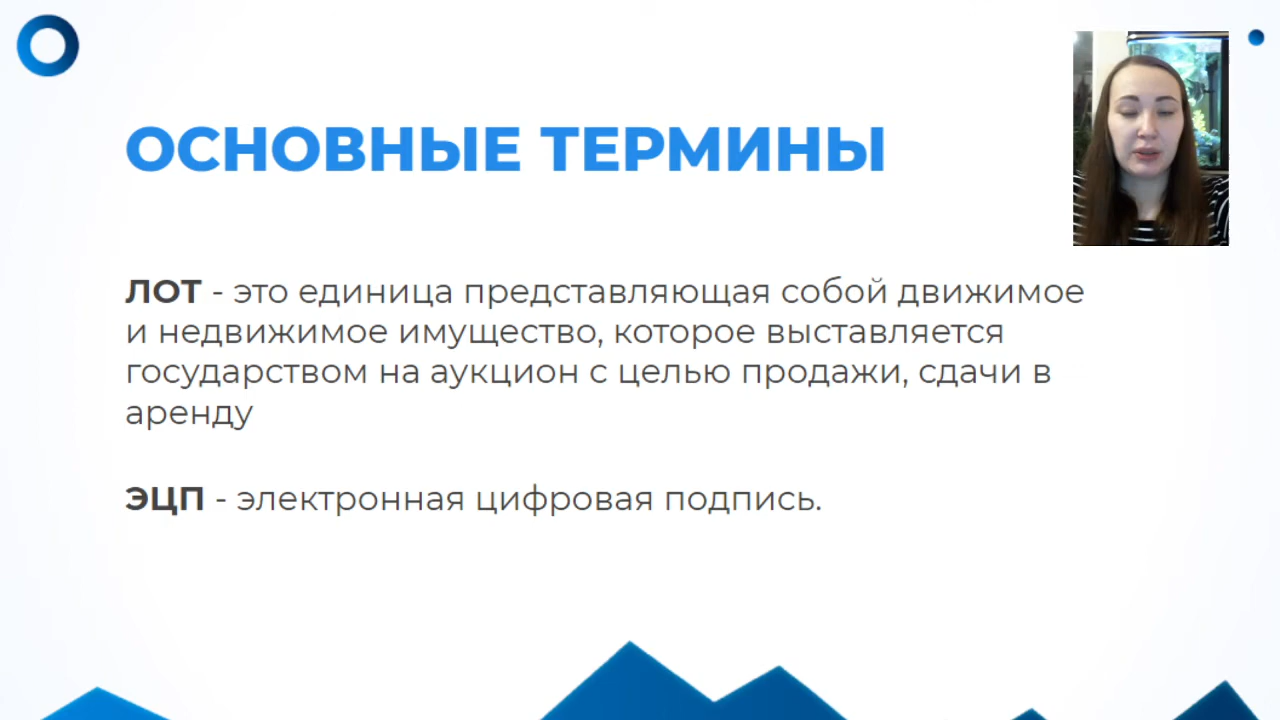 ОСНОВНЫЕ ТЕРМИНЫ
ЛОТ - это единица представляющая собой движимое
и недвижимое имущество, которое выставляется
государством на аукцион с целью продажи, сдачи в
аренду
ЭЦП - электронная цифровая подпись.